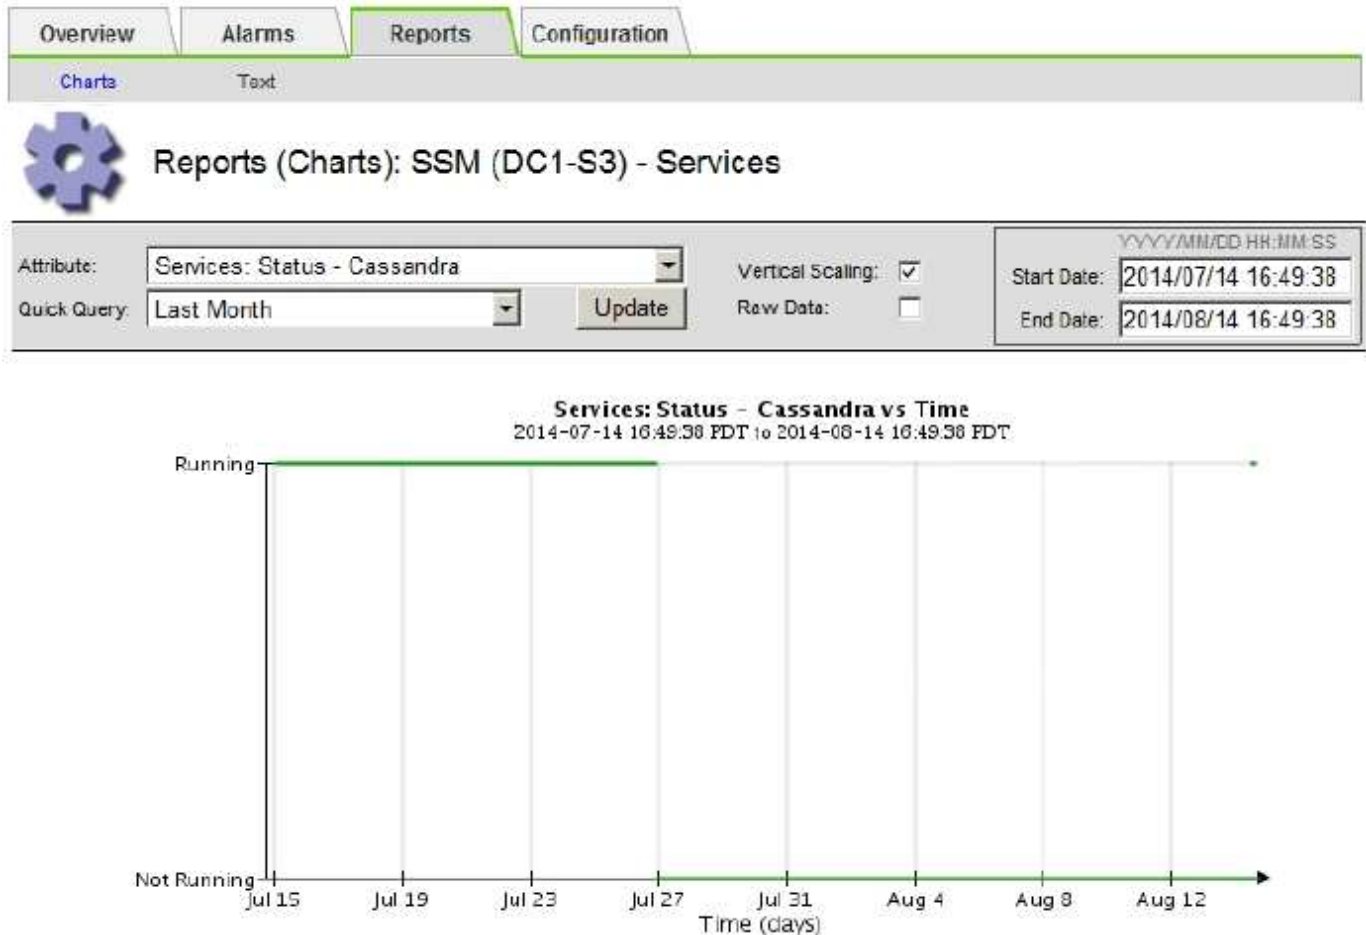 Overview Alarms Reports Configuration
Charts Text
Reports (Charts): SSM (DC1-S3) - Services
YYYY/MM/DD HH:MM:SS
Attribute: Services: Status - Cassandra Vertical Scaling: Start Date: 2014/07/14 16:49:38
Quick Query: Last Month Update Raw Data: End Date: 2014/08/14 16:49:38
Services: Status - Cassandra vs Time
2014-07-14 16:49:38 PDT to 2014-08-14 16:49:38 PDT
Running
Not Running
Jul 15 Jul 19 Jul 23 Jul 27 Jul 31 Aug 4 Aug 8 Aug 12
Time (days)